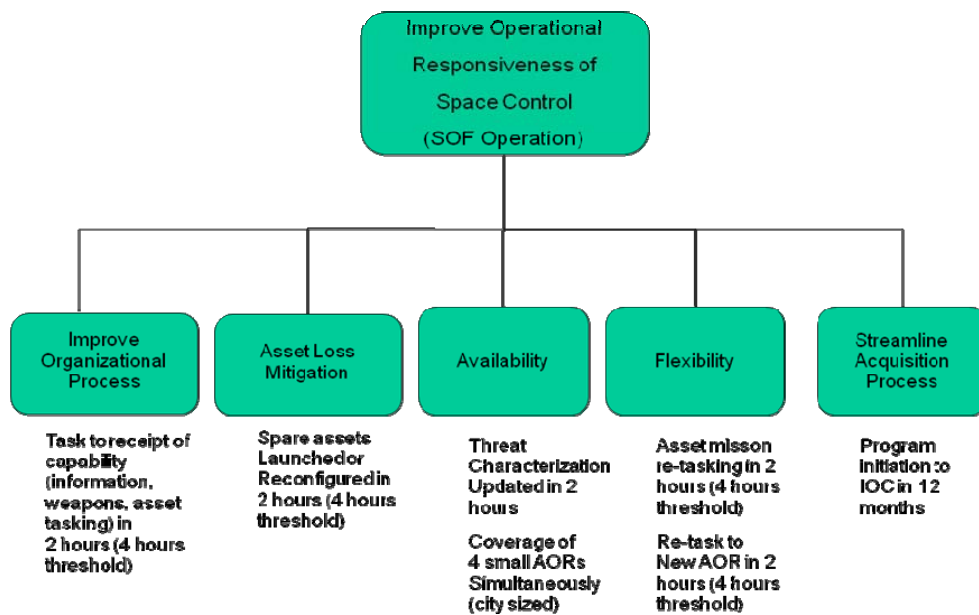 Improve Operational
Responsiveness of
Space Control
(SOF Operation)
Improve
Organizational
Process
Asset Loss
Mitigation
Availability
Flexibility
Streamline
Acquisition
Process
Task to receipt of
capability
(information,
weapons, asset
tasking) in
2 hours (4 hours
threshold)
Spare assets
Launched or
Reconfigured in
2 hours (4 hours
threshold)
Threat
Characterization
Updated in 2
hours
Coverage of
4 small AORs
Simultaneously
(city sized)
Asset misson
re-tasking in 2
hours (4 hours
threshold)
Re-task to
New AOR in 2
hours (4 hours
threshold)
Program
initiation to
IOC in 12
months